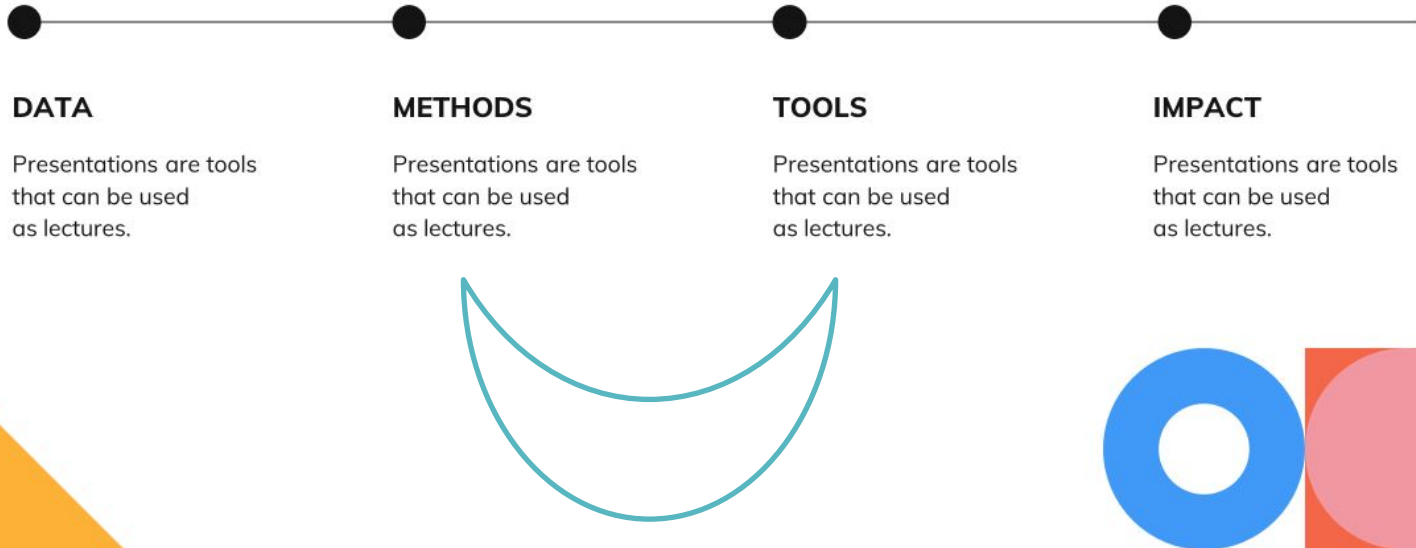 DATA
Presentations are tools
that can be used
as lectures.
METHODS
Presentations are tools
that can be used
as lectures.
TOOLS
Presentations are tools
that can be used
as lectures.
IMPACT
Presentations are tools
that can be used
as lectures.